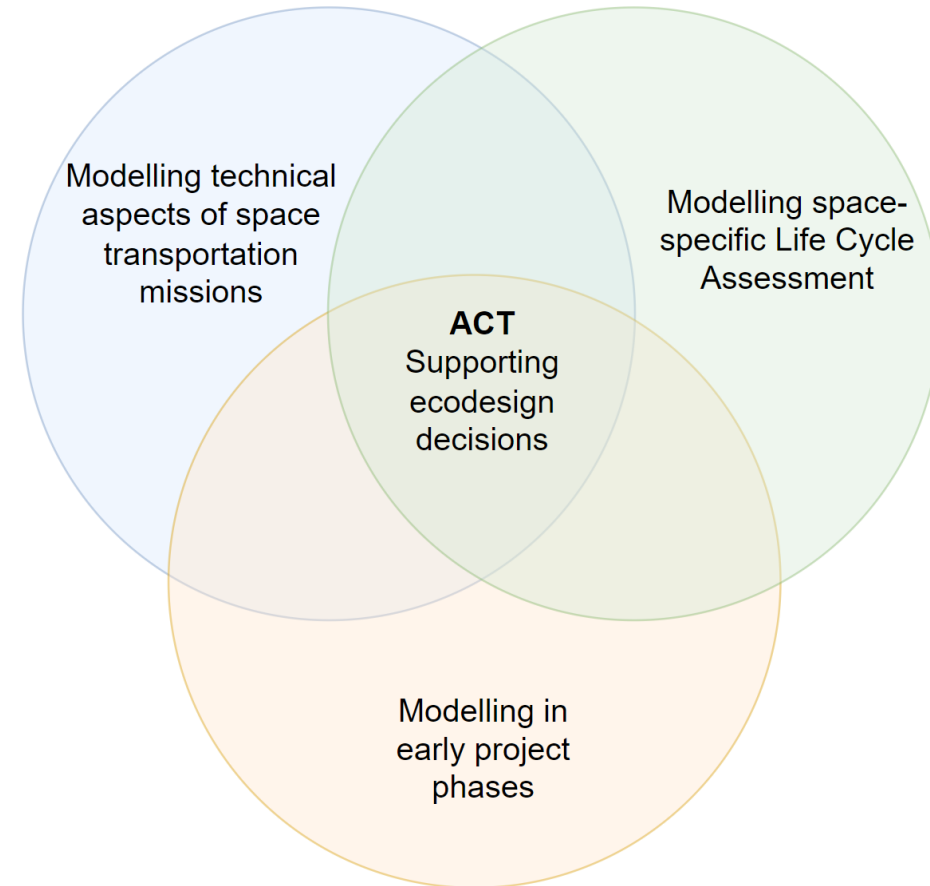 Modelling technical
aspects of space
transportation
missions
Modelling space-
specific Life Cycle
Assessment
ACT
Supporting
ecodesign
decisions
Modelling in
early project
phases